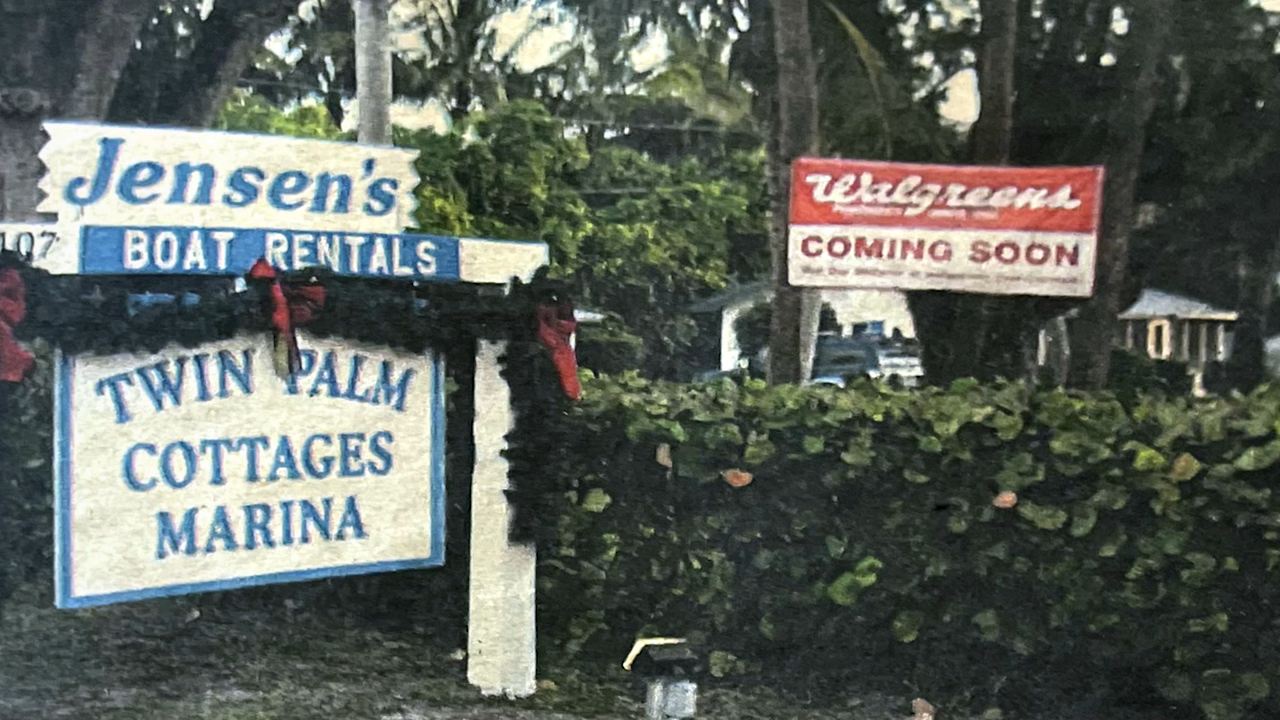 Jensen's
107
BOAT RENTALS
TWIN PALM
COTTAGES
MARINA
Walgreens
COMING SOON